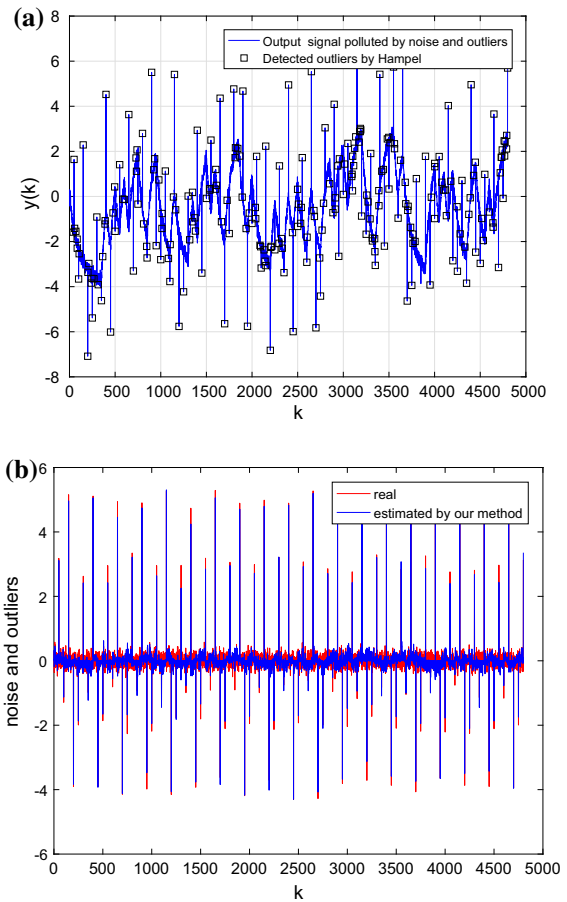 (a)
8
6
4
2
0
-2
-4
-6
-8
y(k)
Output signal polluted by noise and outliers
Detected outliers by Hampel
0 500 1000 1500 2000 2500 3000 3500 4000 4500 5000
k
(b)
6
4
2
0
-2
-4
-6
noise and outliers
real
estimated by our method
0 500 1000 1500 2000 2500 3000 3500 4000 4500 5000
k